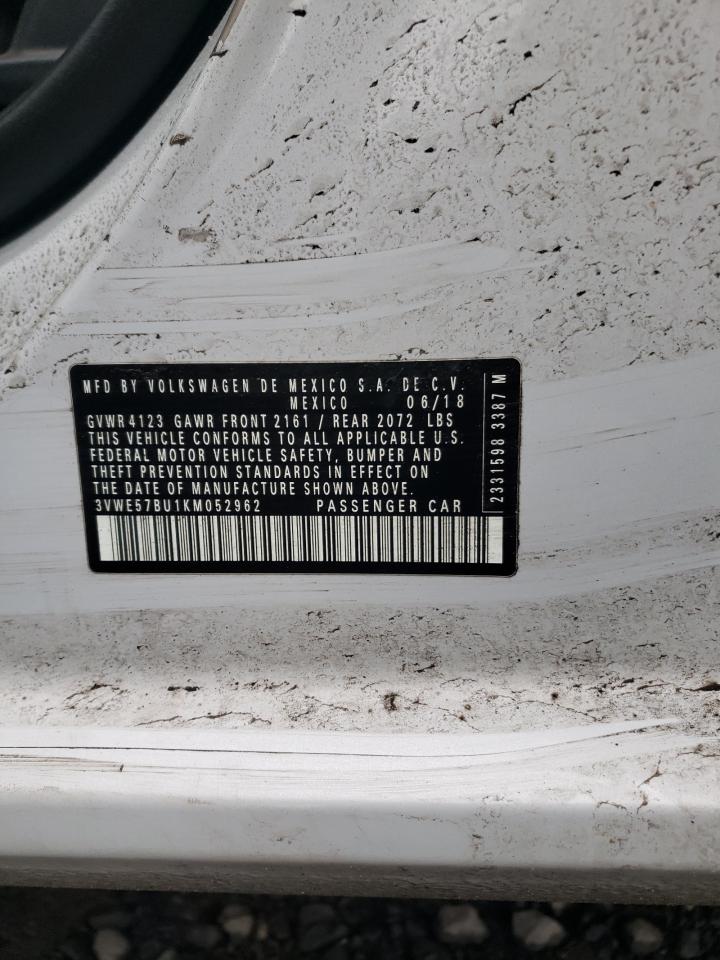 MFD BY VOLKSWAGEN DE MEXICO S.A. DE C.V.
MEXICO 06/18
GVWR 4123 GAWR FRONT 2161 / REAR 2072 LBS
THIS VEHICLE CONFORMS TO ALL APPLICABLE U.S.
FEDERAL MOTOR VEHICLE SAFETY, BUMPER AND
THEFT PREVENTION STANDARDS IN EFFECT ON
THE DATE OF MANUFACTURE SHOWN ABOVE.
3VWE57BU1KM052962 PASSENGER CAR
2331598 3387 M